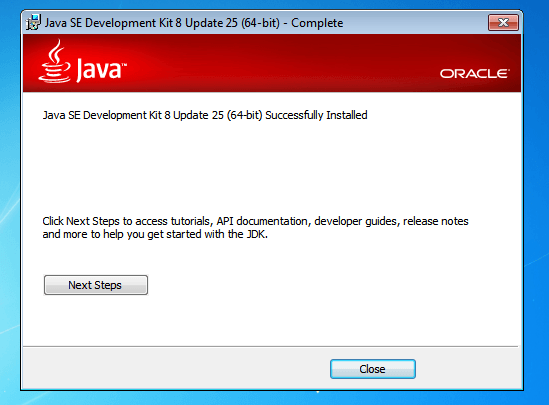 Java SE Development Kit 8 Update 25 (64-bit) - Complete
Java™
ORACLE®
Java SE Development Kit 8 Update 25 (64-bit) Successfully Installed
Click Next Steps to access tutorials, API documentation, developer guides, release notes
and more to help you get started with the JDK.
Next Steps
Close